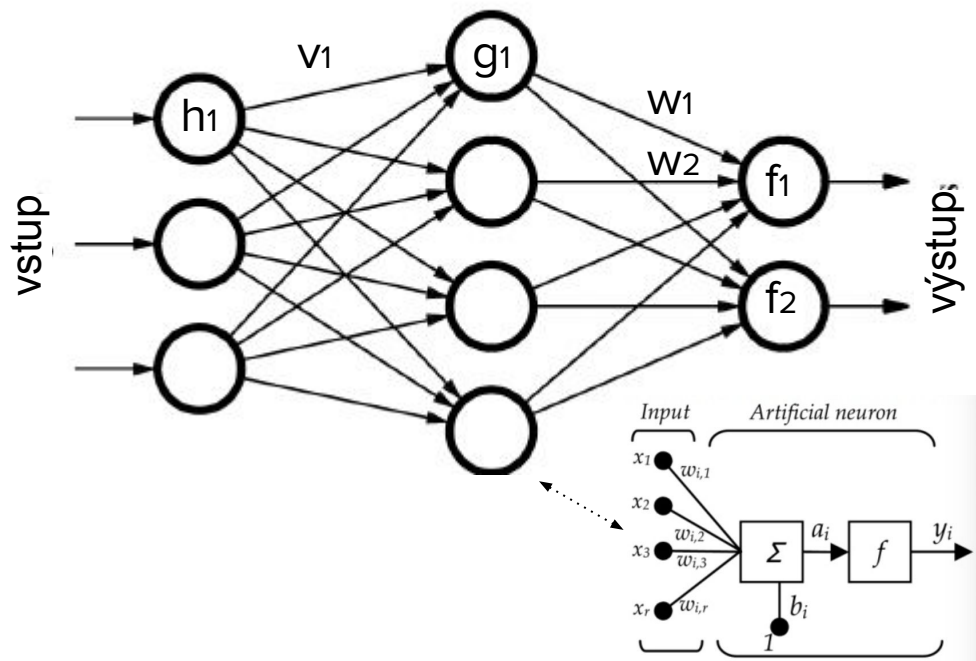 v1
g1
h1
w1
w2
f1
f2
vstup
výstup
Input
Artificial neuron
x1
wi,1
x2
wi,2
x3
wi,3
xr
wi,r
Σ
ai
f
yi
bi
1